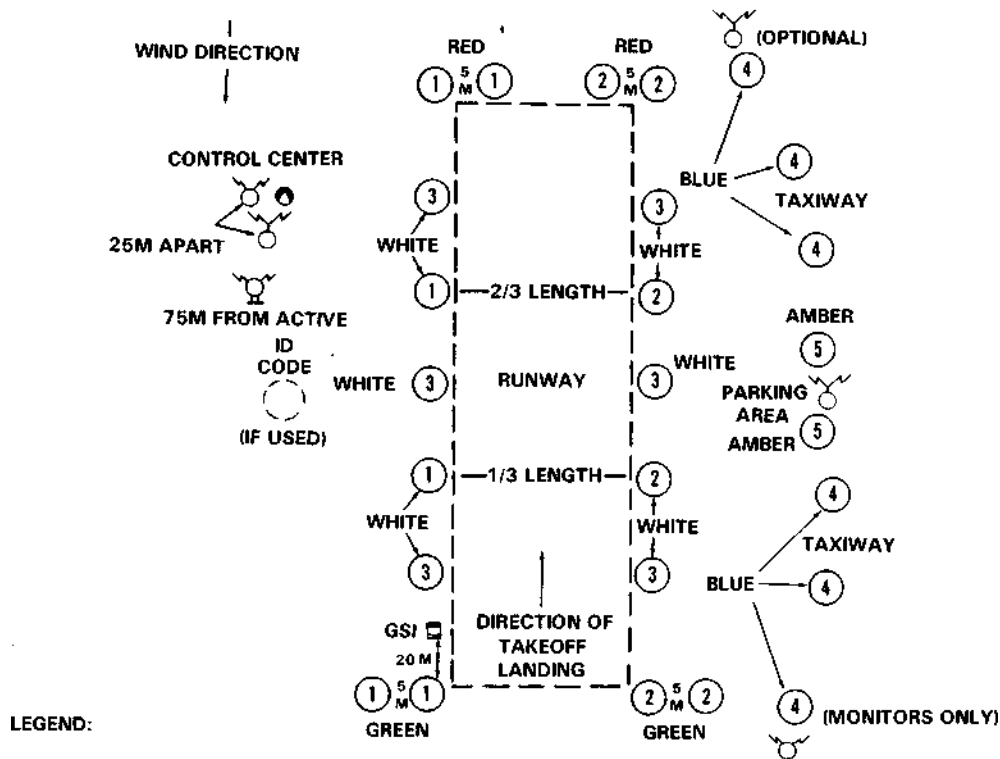 WIND DIRECTION
RED
RED
(OPTIONAL)
1
5
M
1
2
5
M
2
4
CONTROL CENTER
4
BLUE
TAXIWAY
3
3
25M APART
WHITE
WHITE
4
1
2/3 LENGTH
2
75M FROM ACTIVE
AMBER
ID
CODE
5
WHITE
3
RUNWAY
3
WHITE
PARKING
AREA
(IF USED)
AMBER
5
1
1/3 LENGTH
2
4
WHITE
WHITE
TAXIWAY
3
3
BLUE
4
GSI
20 M
DIRECTION OF
TAKEOFF
LANDING
1
5
M
1
2
5
M
2
4
(MONITORS ONLY)
LEGEND:
GREEN
GREEN